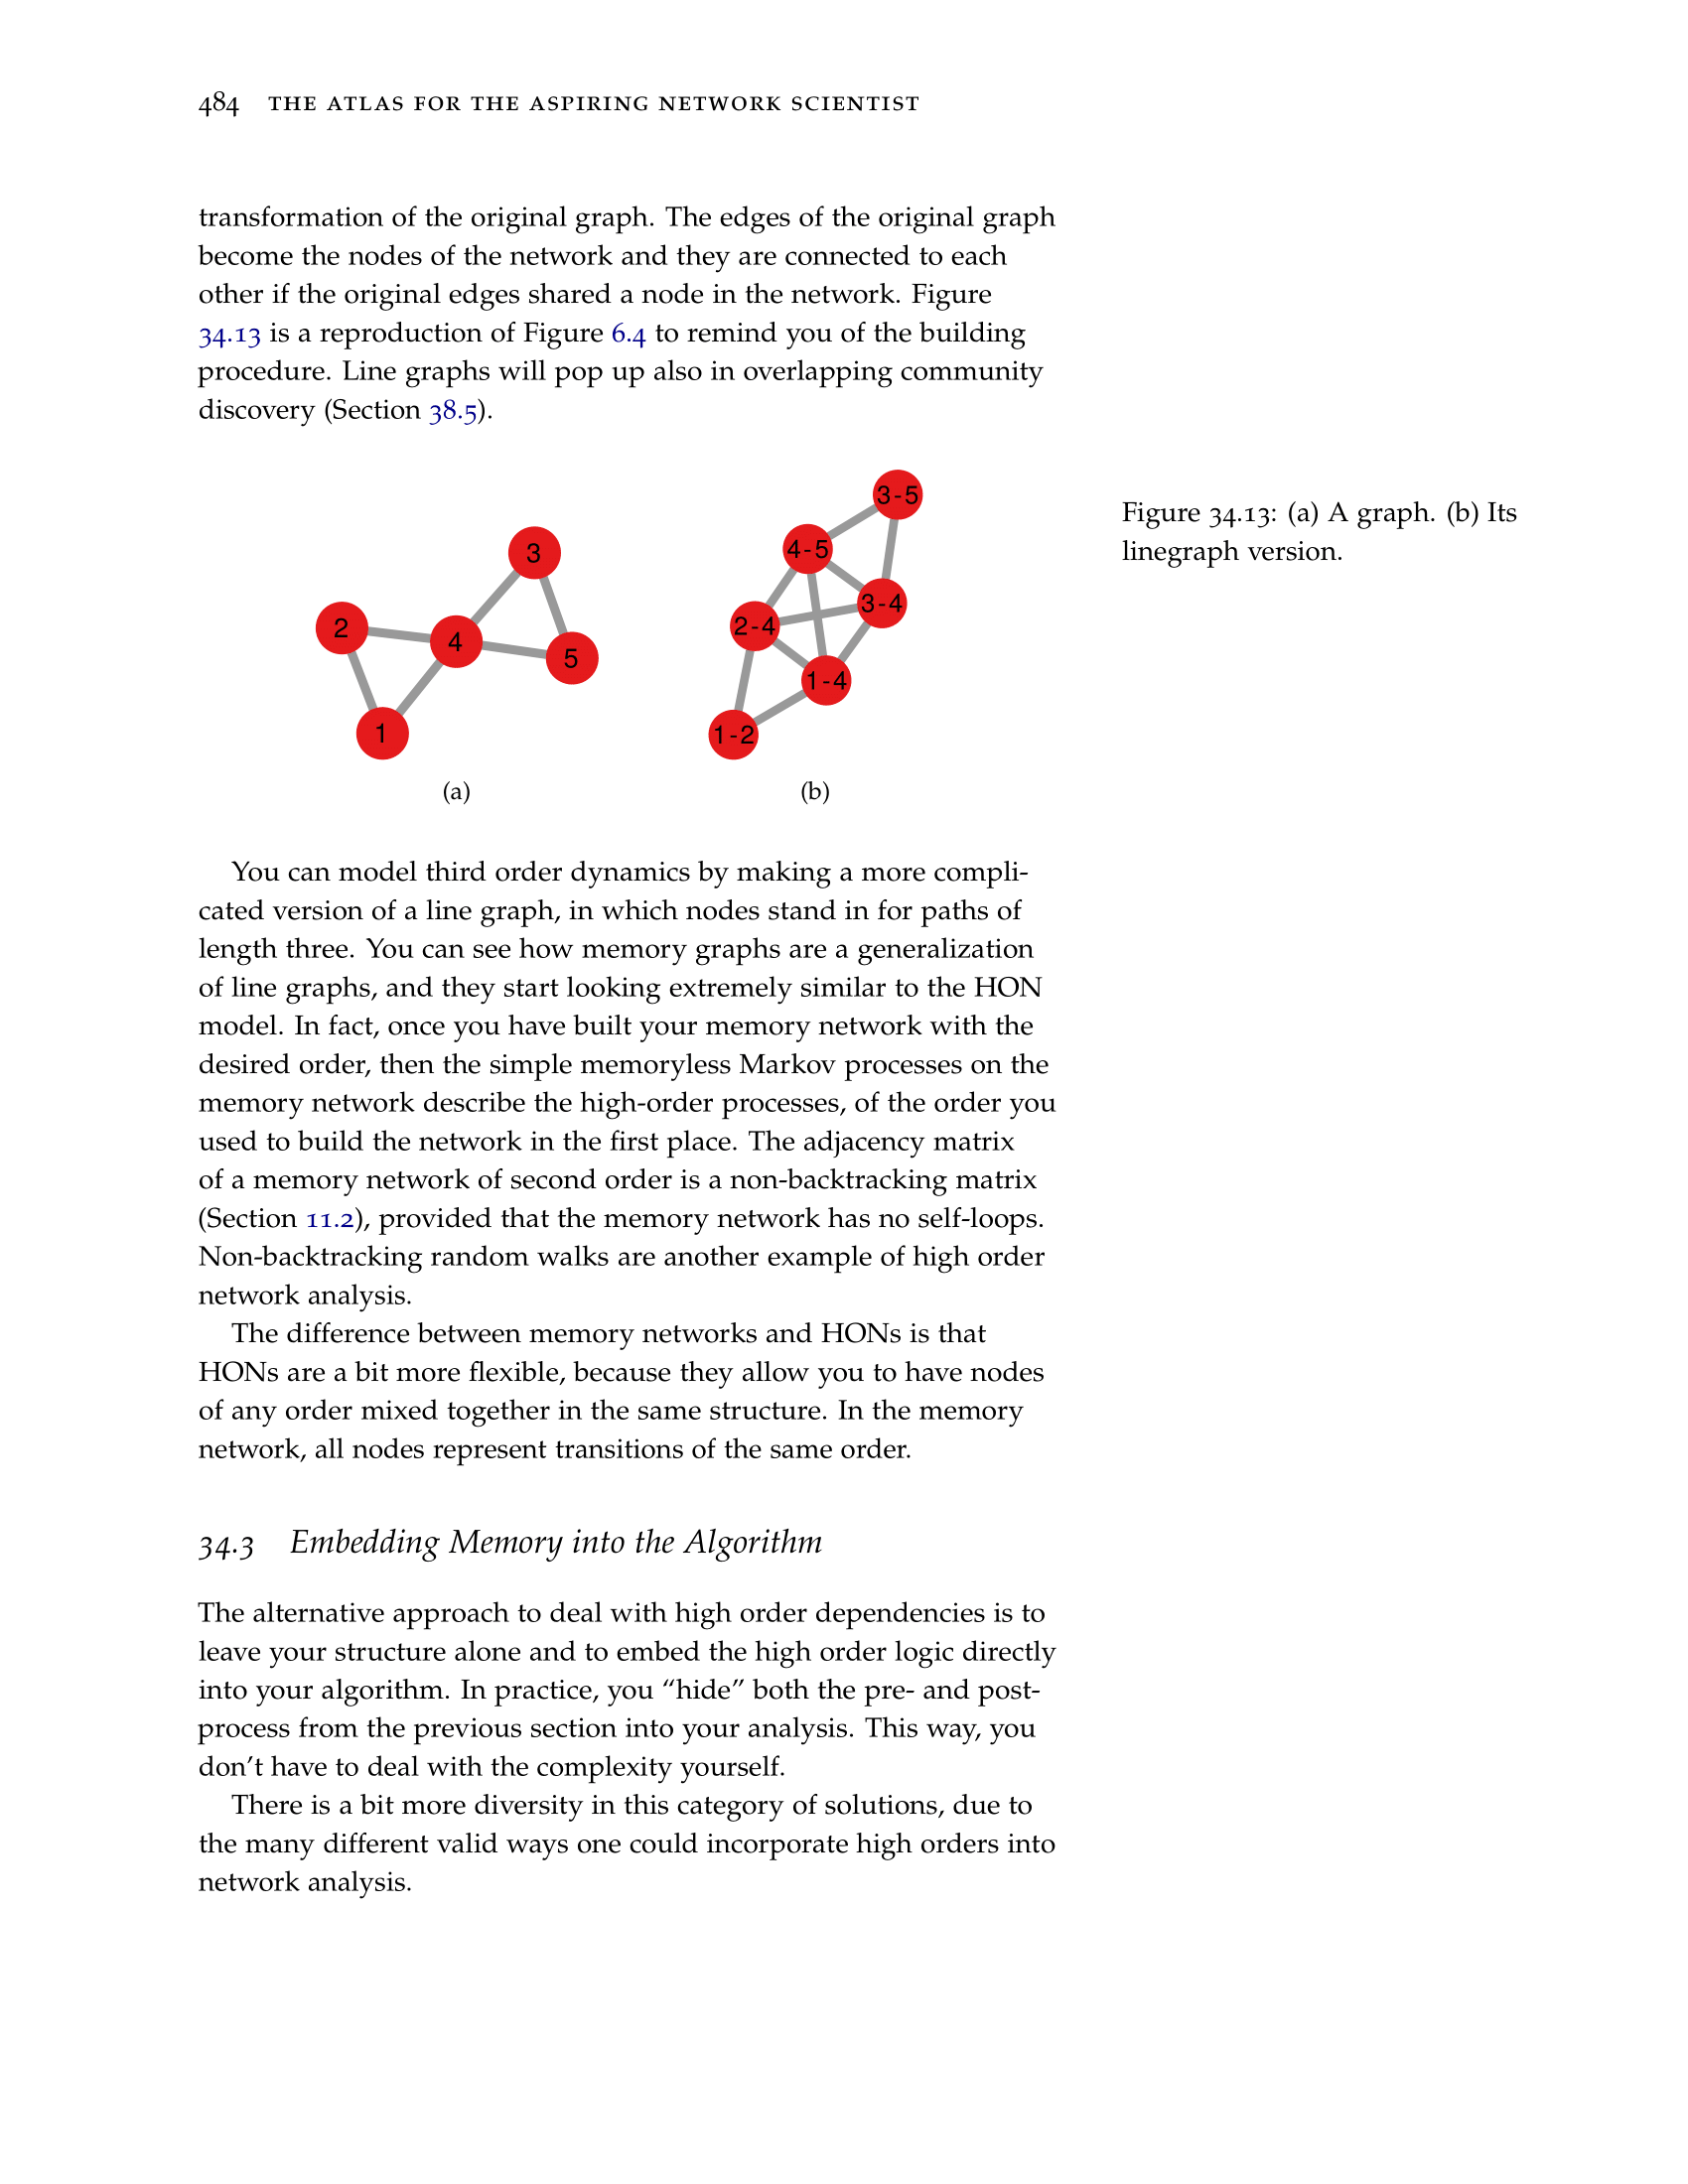 484 THE ATLAS FOR THE ASPIRING NETWORK SCIENTIST
transformation of the original graph. The edges of the original graph
become the nodes of the network and they are connected to each
other if the original edges shared a node in the network. Figure
34.13 is a reproduction of Figure 6.4 to remind you of the building
procedure. Line graphs will pop up also in overlapping community
discovery (Section 38.5).
3
2
4
5
1
(a)
3-5
4-5
3-4
2-4
1-4
1-2
(b)
Figure 34.13: (a) A graph. (b) Its
linegraph version.
You can model third order dynamics by making a more compli-
cated version of a line graph, in which nodes stand in for paths of
length three. You can see how memory graphs are a generalization
of line graphs, and they start looking extremely similar to the HON
model. In fact, once you have built your memory network with the
desired order, then the simple memoryless Markov processes on the
memory network describe the high-order processes, of the order you
used to build the network in the first place. The adjacency matrix
of a memory network of second order is a non-backtracking matrix
(Section 11.2), provided that the memory network has no self-loops.
Non-backtracking random walks are another example of high order
network analysis.
The difference between memory networks and HONs is that
HONs are a bit more flexible, because they allow you to have nodes
of any order mixed together in the same structure. In the memory
network, all nodes represent transitions of the same order.
34.3 Embedding Memory into the Algorithm
The alternative approach to deal with high order dependencies is to
leave your structure alone and to embed the high order logic directly
into your algorithm. In practice, you “hide” both the pre- and post-
process from the previous section into your analysis. This way, you
don’t have to deal with the complexity yourself.
There is a bit more diversity in this category of solutions, due to
the many different valid ways one could incorporate high orders into
network analysis.